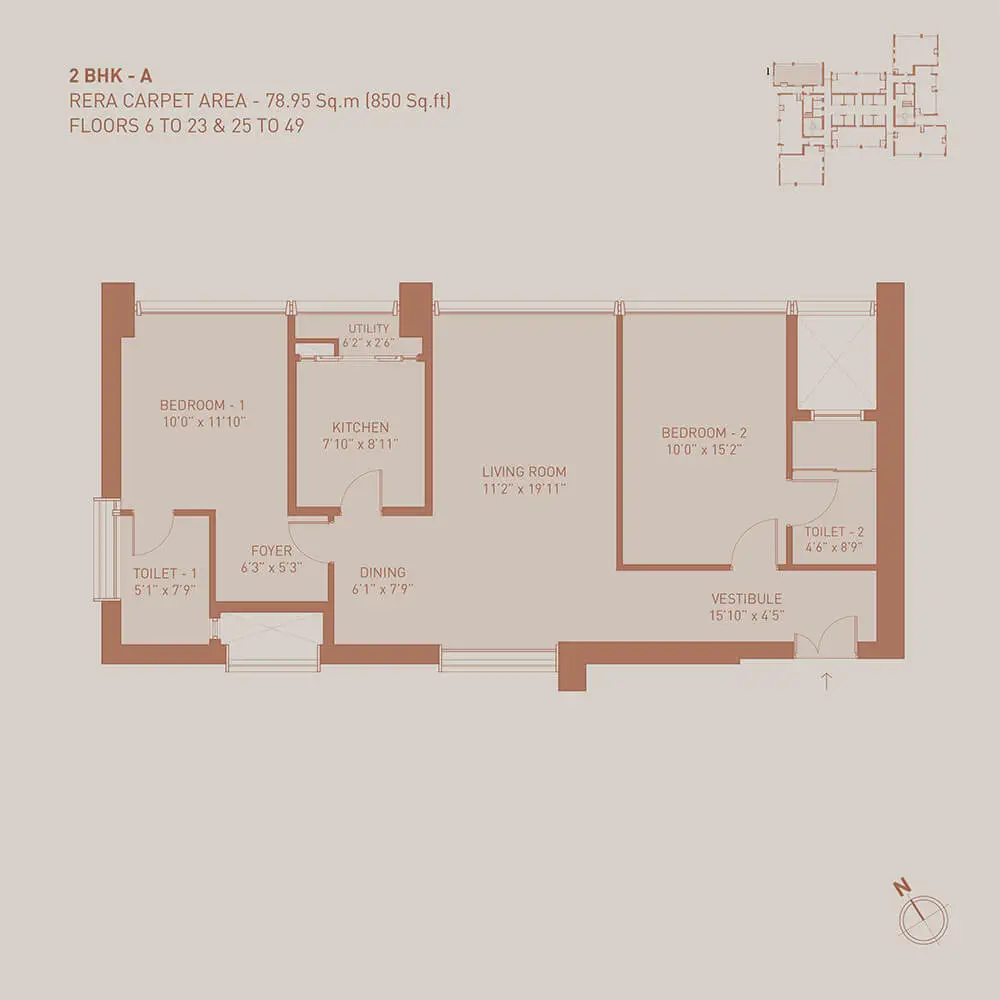 2 BHK - A
RERA CARPET AREA - 78.95 Sq.m (850 Sq.ft)
FLOORS 6 TO 23 & 25 TO 49
UTILITY
6'2" x 2'6"
BEDROOM - 1
10'0" x 11'10"
KITCHEN
7'10" x 8'11"
BEDROOM - 2
10'0" x 15'2"
LIVING ROOM
11'2" x 19'11"
TOILET - 2
4'6" x 8'9"
FOYER
6'3" x 5'3"
TOILET - 1
5'1" x 7'9"
DINING
6'1" x 7'9"
VESTIBULE
15'10" x 4'5"
N